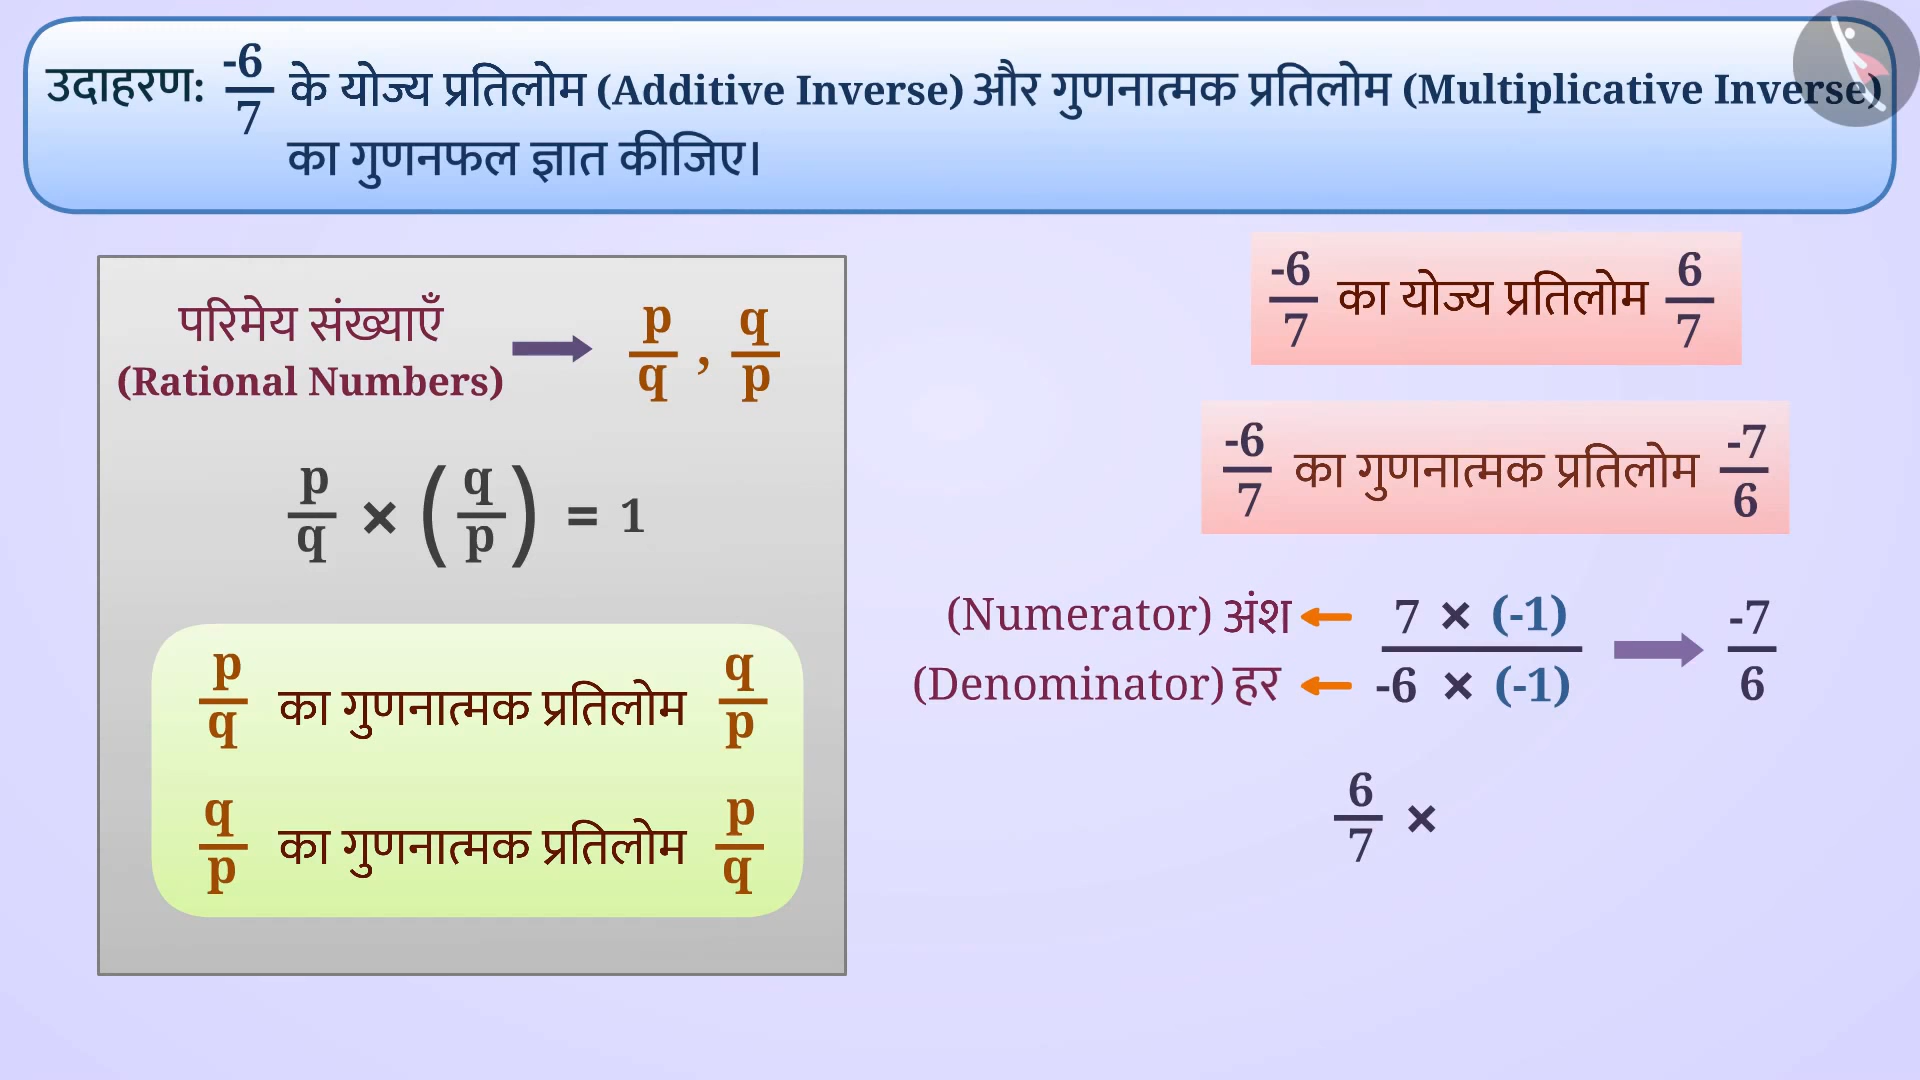 उदाहरण: -6/7 के योज्य प्रतिलोम (Additive Inverse) और गुणनात्मक प्रतिलोम (Multiplicative Inverse)
का गुणनफल ज्ञात कीजिए।
परिमेय संख्याएँ
(Rational Numbers)
p/q , q/p
p/q × (q/p) = 1
p/q का गुणनात्मक प्रतिलोम q/p
q/p का गुणनात्मक प्रतिलोम p/q
-6/7 का योज्य प्रतिलोम 6/7
-6/7 का गुणनात्मक प्रतिलोम -7/6
(Numerator) अंश 7 × (-1)
(Denominator) हर -6 × (-1)
-7/6
6/7 ×